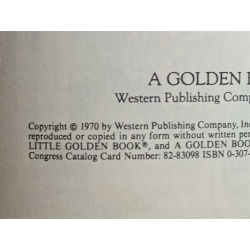 A GOLDEN B
Western Publishing Comp
Copyright © 1970 by Western Publishing Company, Inc
reproduced or copied in any form without written per
LITTLE GOLDEN BOOK®, and A GOLDEN BOO
Congress Catalog Card Number: 82-83098 ISBN 0-307-